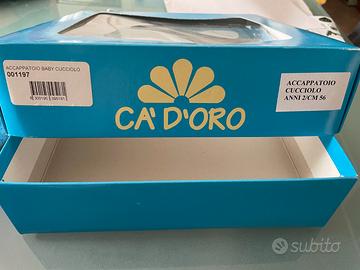 ACCAPPATOIO BABY CUCCIOLO
001197
ACCAPPATOIO
CUCCIOLO
ANNI 2/CM 56
CA' D'ORO
subito